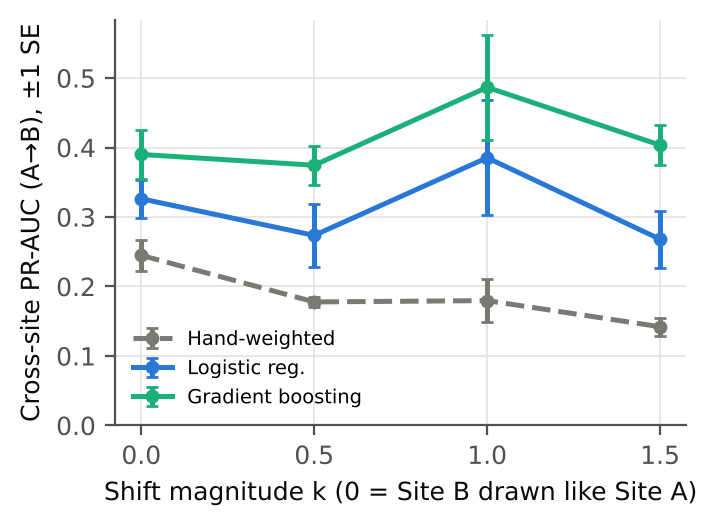 Cross-site PR-AUC (A→B), ±1 SE
0.5
0.4
0.3
0.2
0.1
0.0
Hand-weighted
Logistic reg.
Gradient boosting
0.0 0.5 1.0 1.5
Shift magnitude k (0 = Site B drawn like Site A)